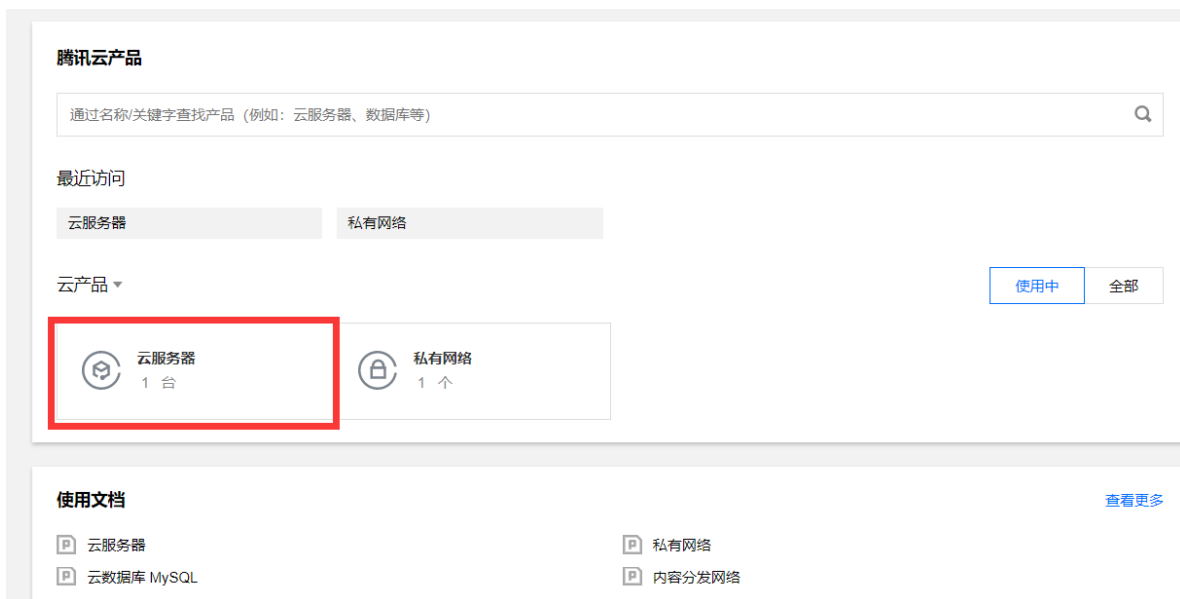 腾讯云产品
通过名称/关键字查找产品（例如：云服务器、数据库等）
最近访问
云服务器 私有网络
云产品 使用中 全部
云服务器 私有网络
1 台 1 个
使用文档 查看更多
云服务器 私有网络
云数据库 MySQL 内容分发网络